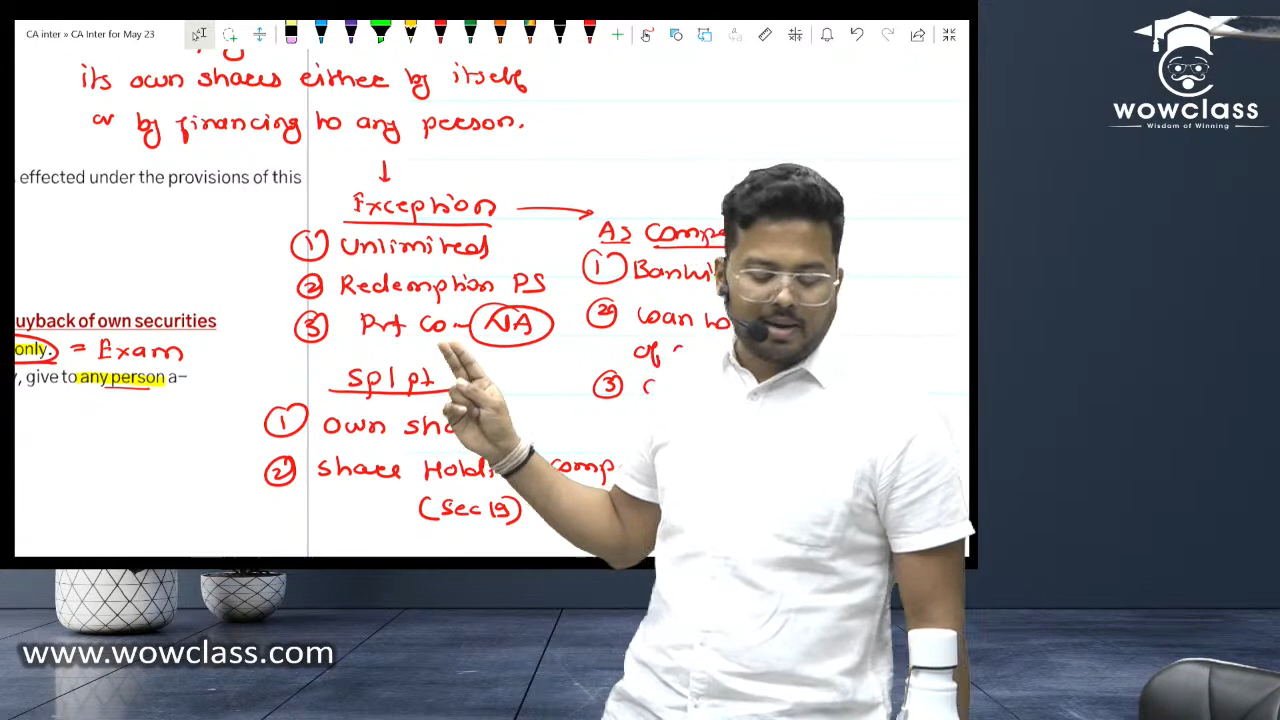 CA inter » CA Inter for May 23
its own shares either by itself
or by financing to any person.
effected under the provisions of this
Exception
① Unlimited
② Redemption PS
③ Pvt Co - NA
uyback of own securities
only. = Exam
, give to any person a-
Spl pt
① Own sh
② Share Holdi comp
(Sec 19)
As compa
① Banki
② Loan to
of
③
wowclass
Wisdom of Winning
www.wowclass.com